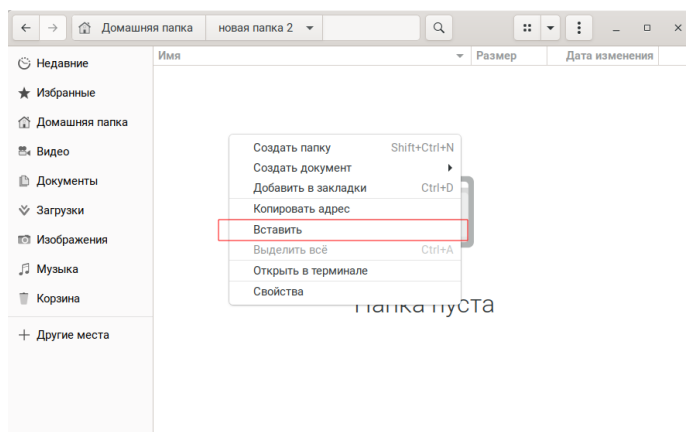 Домашняя папка новая папка 2
Имя Размер Дата изменения
Недавние
Избранные
Домашняя папка
Видео
Документы
Загрузки
Изображения
Музыка
Корзина
Другие места
Создать папку Shift+Ctrl+N
Создать документ
Добавить в закладки Ctrl+D
Копировать адрес
Вставить
Выделить всё Ctrl+A
Открыть в терминале
Свойства
Папка пуста